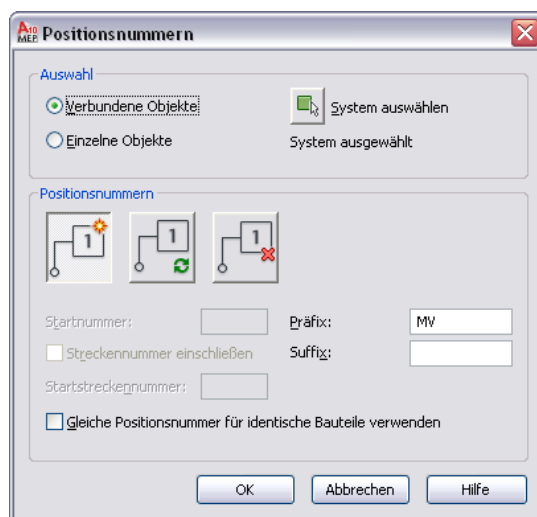 A10
MEP
Positionsnummern
Auswahl
Verbundene Objekte
System auswählen
Einzelne Objekte
System ausgewählt
Positionsnummern
1
1
1
Startnummer:
Präfix:
MV
Streckennummer einschließen
Suffix:
Startstreckennummer:
Gleiche Positionsnummer für identische Bauteile verwenden
OK
Abbrechen
Hilfe